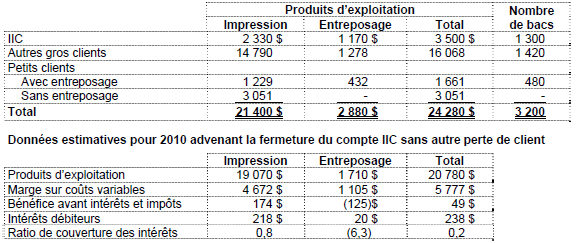 Produits d'exploitation Nombre
Impression Entreposage Total de bacs
IIC 2 330 $ 1 170 $ 3 500 $ 1 300
Autres gros clients 14 790 1 278 16 068 1 420
Petits clients
Avec entreposage 1 229 432 1 661 480
Sans entreposage 3 051 - 3 051 -
Total 21 400 $ 2 880 $ 24 280 $ 3 200
Données estimatives pour 2010 advenant la fermeture du compte IIC sans autre perte de client
Impression Entreposage Total
Produits d'exploitation 19 070 $ 1 710 $ 20 780 $
Marge sur coûts variables 4 672 $ 1 105 $ 5 777 $
Bénéfice avant intérêts et impôts 174 $ (125)$ 49 $
Intérêts débiteurs 218 $ 20 $ 238 $
Ratio de couverture des intérêts 0,8 (6,3) 0,2